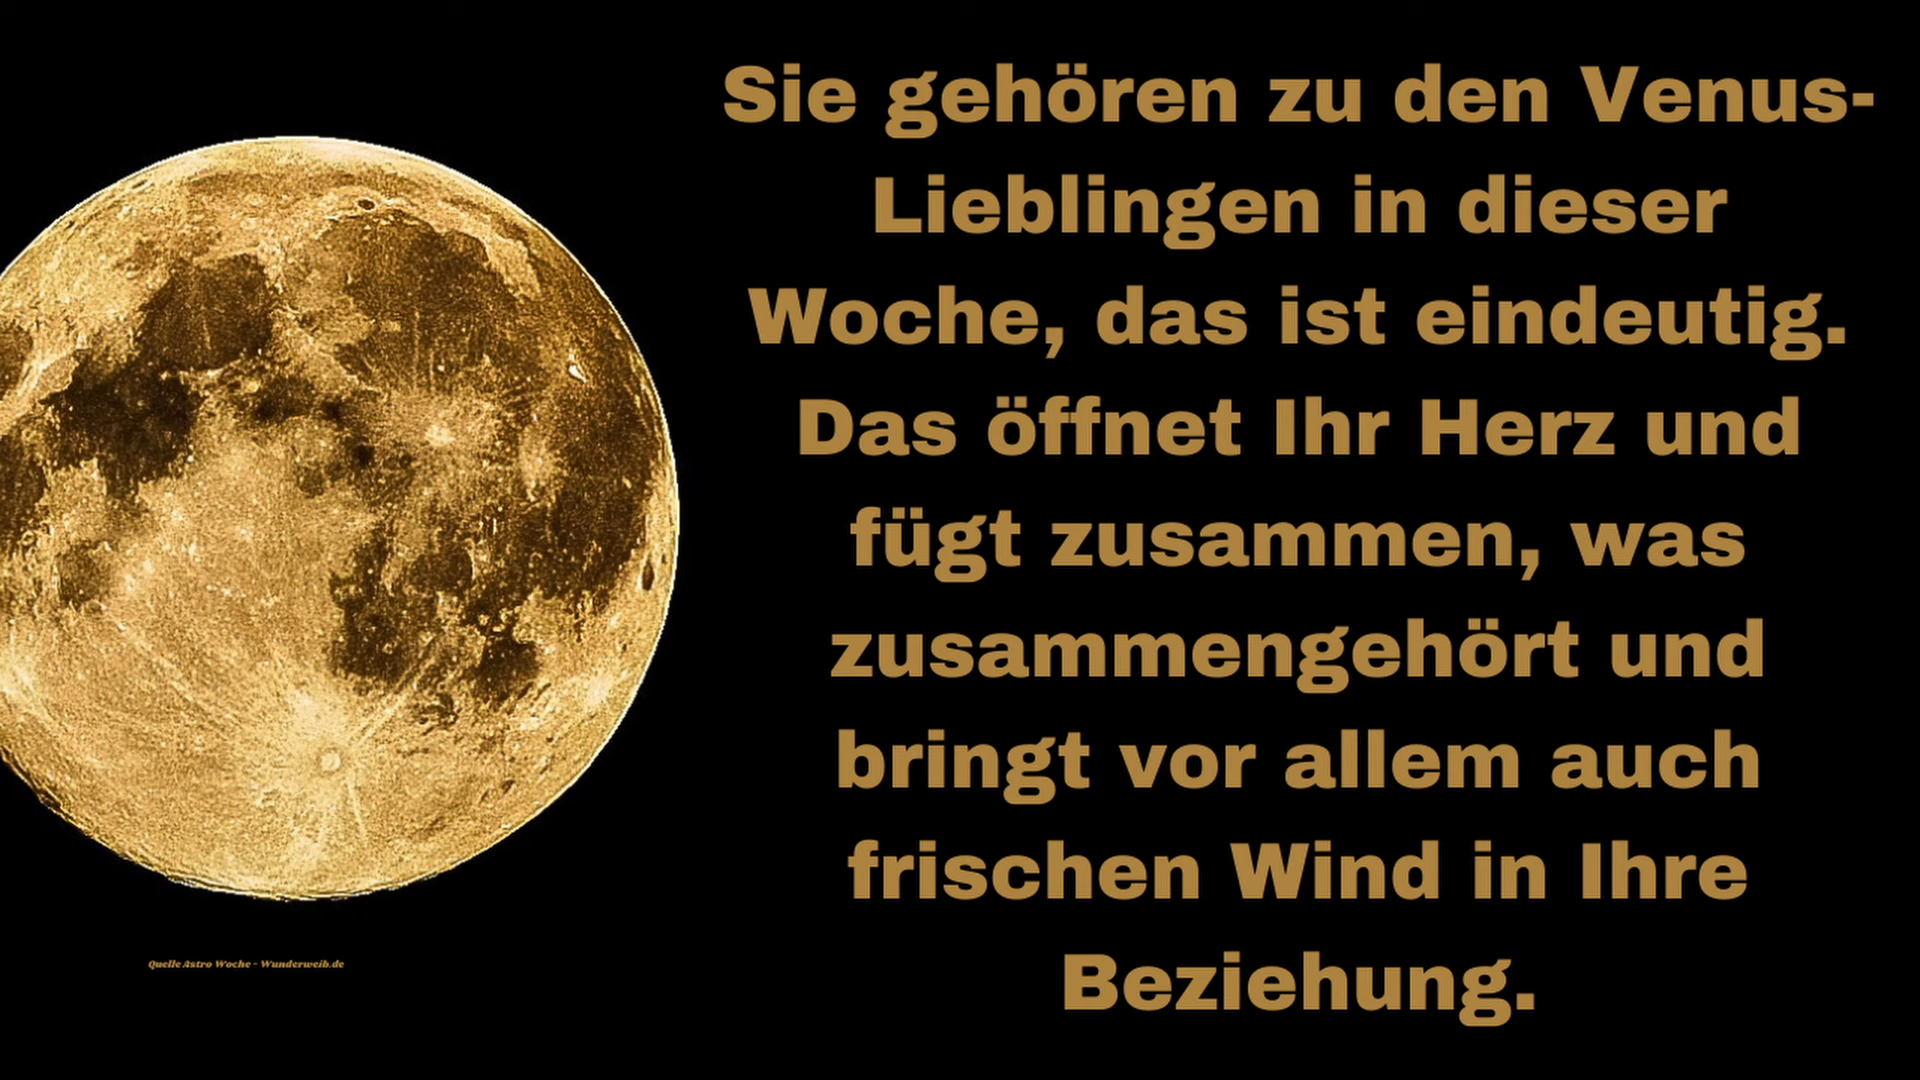 Sie gehören zu den Venus-
Lieblingen in dieser
Woche, das ist eindeutig.
Das öffnet Ihr Herz und
fügt zusammen, was
zusammengehört und
bringt vor allem auch
frischen Wind in Ihre
Beziehung.
Quelle Astro Woche - Wunderweib.de